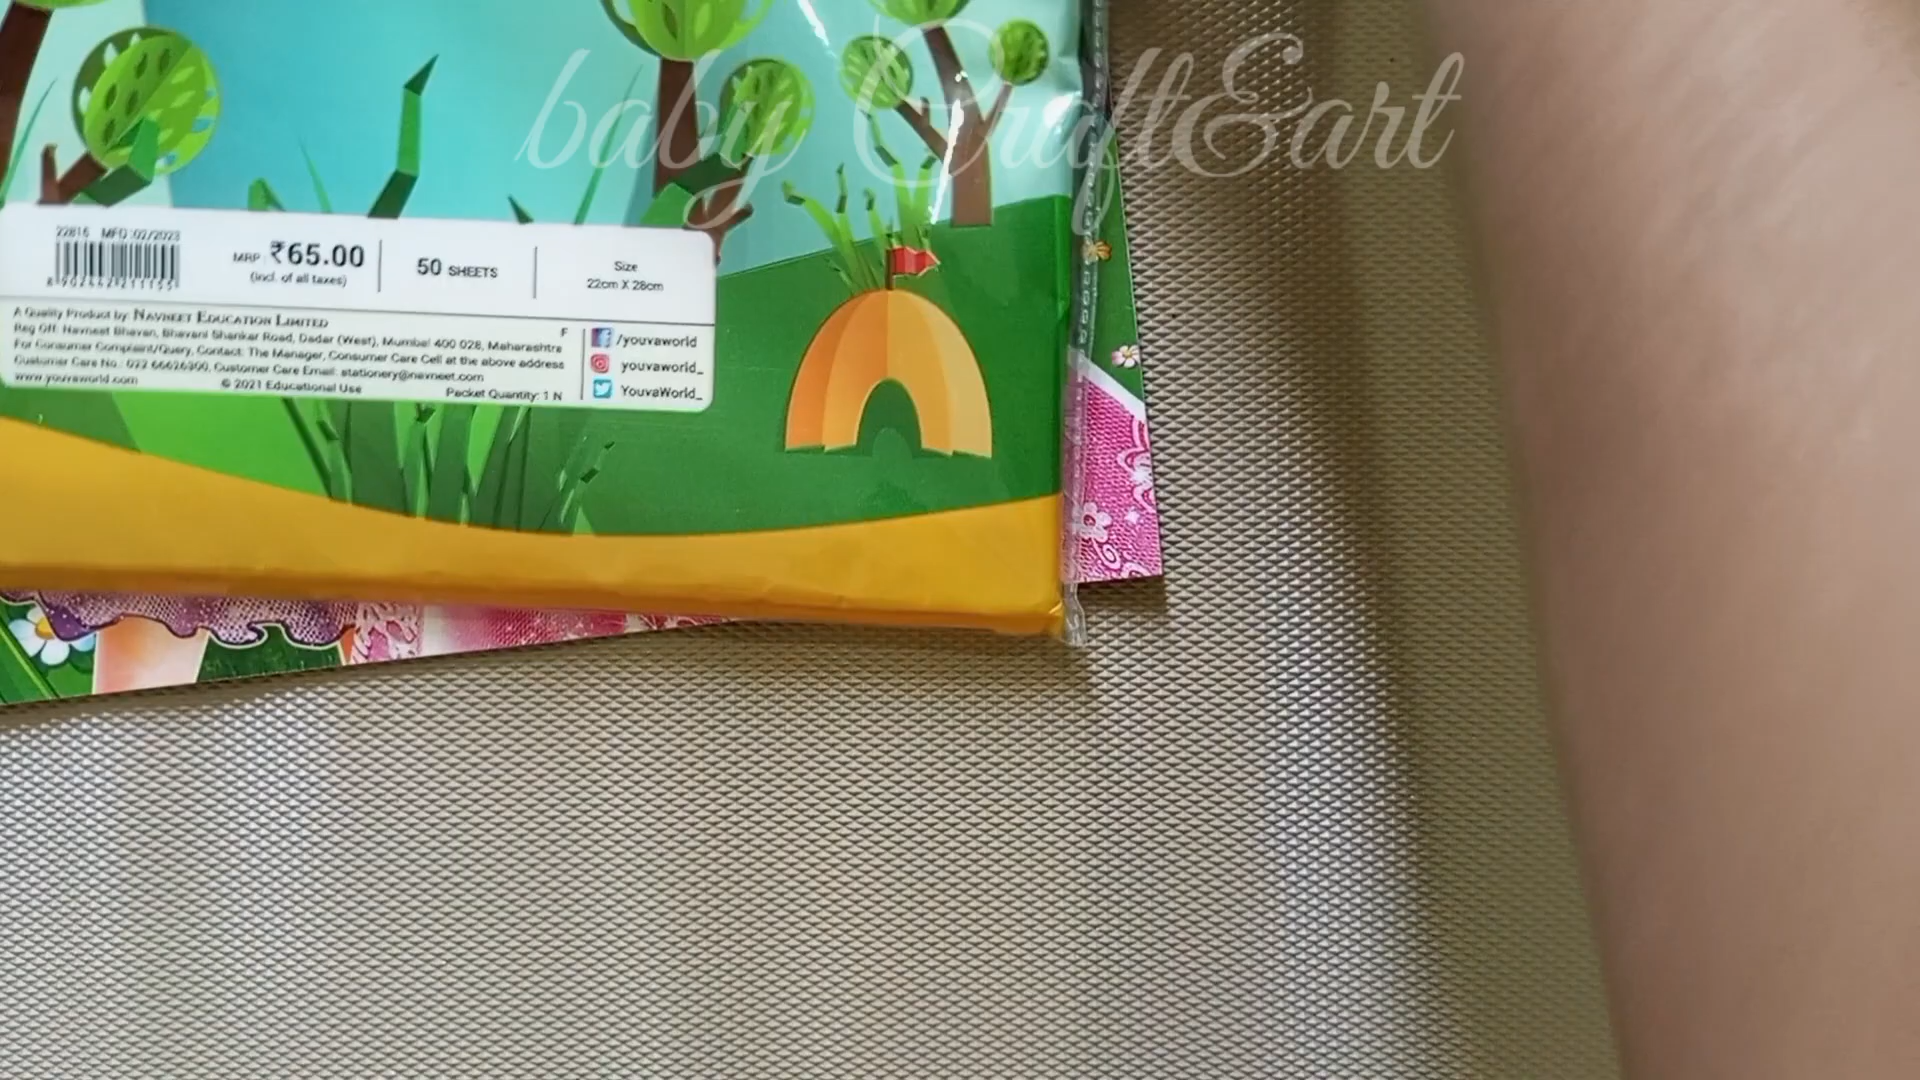 baby Craft&art
22816 MFD :02/2023
8902442211155
MRP ₹65.00
(incl. of all taxes)
50 SHEETS
Size
22cm X 28cm
A Quality Product by: NAVNEET EDUCATION LIMITED
Reg Off: Navneet Bhavan, Bhavani Shankar Road, Dadar (West), Mumbai 400 028, Maharashtra
For Consumer Complaint/Query, Contact: The Manager, Consumer Care Cell at the above address
Customer Care No.: 022 66626300, Customer Care Email: stationery@navneet.com
www.youvaworld.com © 2021 Educational Use Packet Quantity: 1 N
F
/youvaworld
youvaworld_
YouvaWorld_